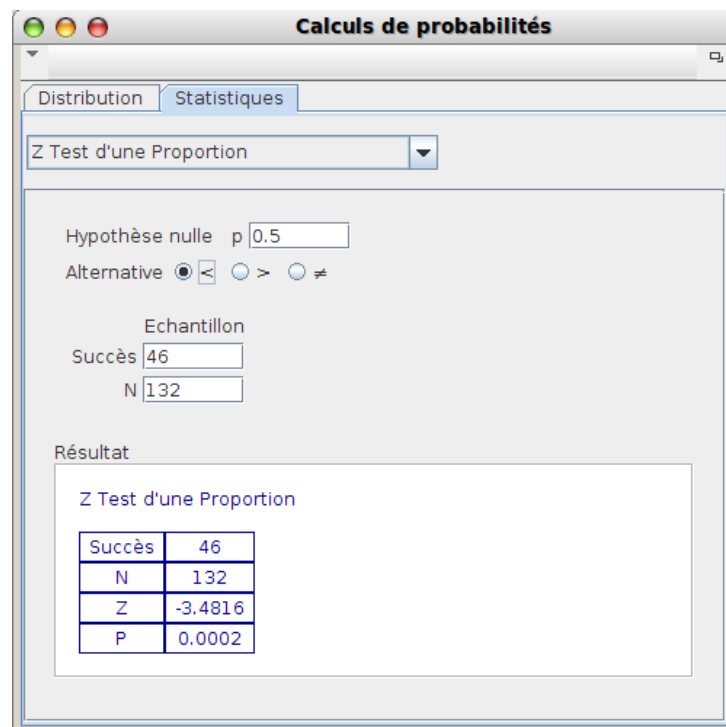 Calculs de probabilités
Distribution Statistiques
Z Test d'une Proportion
Hypothèse nulle p 0.5
Alternative < > ≠
Echantillon
Succès 46
N 132
Résultat
Z Test d'une Proportion
Succès 46
N 132
Z -3.4816
P 0.0002